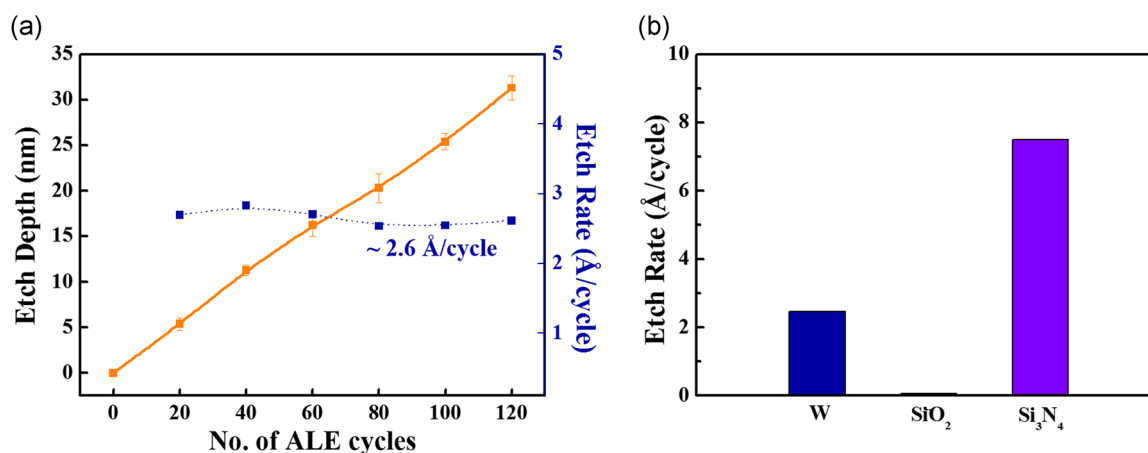 (a)
35
30
25
20
15
10
5
0
Etch Depth (nm)
0 20 40 60 80 100 120
No. of ALE cycles
5
4
3
2
1
Etch Rate (Å/cycle)
~ 2.6 Å/cycle
(b)
10
8
6
4
2
0
Etch Rate (Å/cycle)
W SiO₂ Si₃N₄